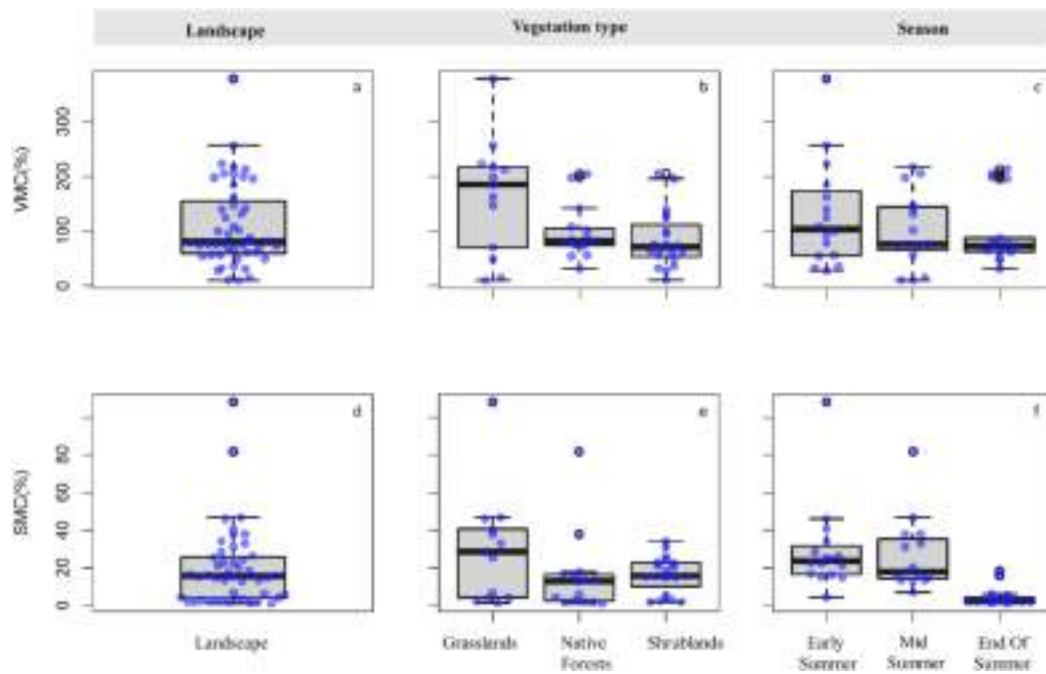 Landscape Vegetation type Season
a b c
VMC(%)
300
200
100
0
d e f
SMC(%)
80
60
40
20
0
Landscape Grasslands Native Forests Shrublands Early Summer Mid Summer End Of Summer